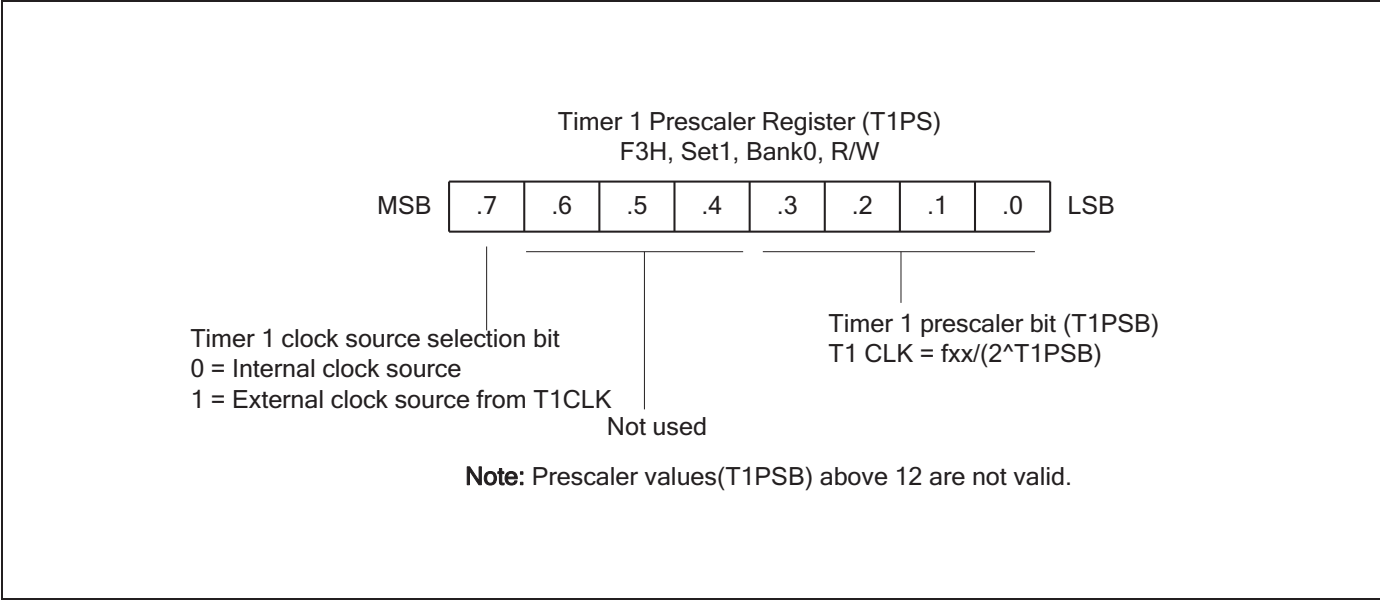 Timer 1 Prescaler Register (T1PS)
F3H, Set1, Bank0, R/W
MSB .7 .6 .5 .4 .3 .2 .1 .0 LSB
Timer 1 clock source selection bit
0 = Internal clock source
1 = External clock source from T1CLK
Not used
Timer 1 prescaler bit (T1PSB)
T1 CLK = fxx/(2^T1PSB)
Note: Prescaler values(T1PSB) above 12 are not valid.